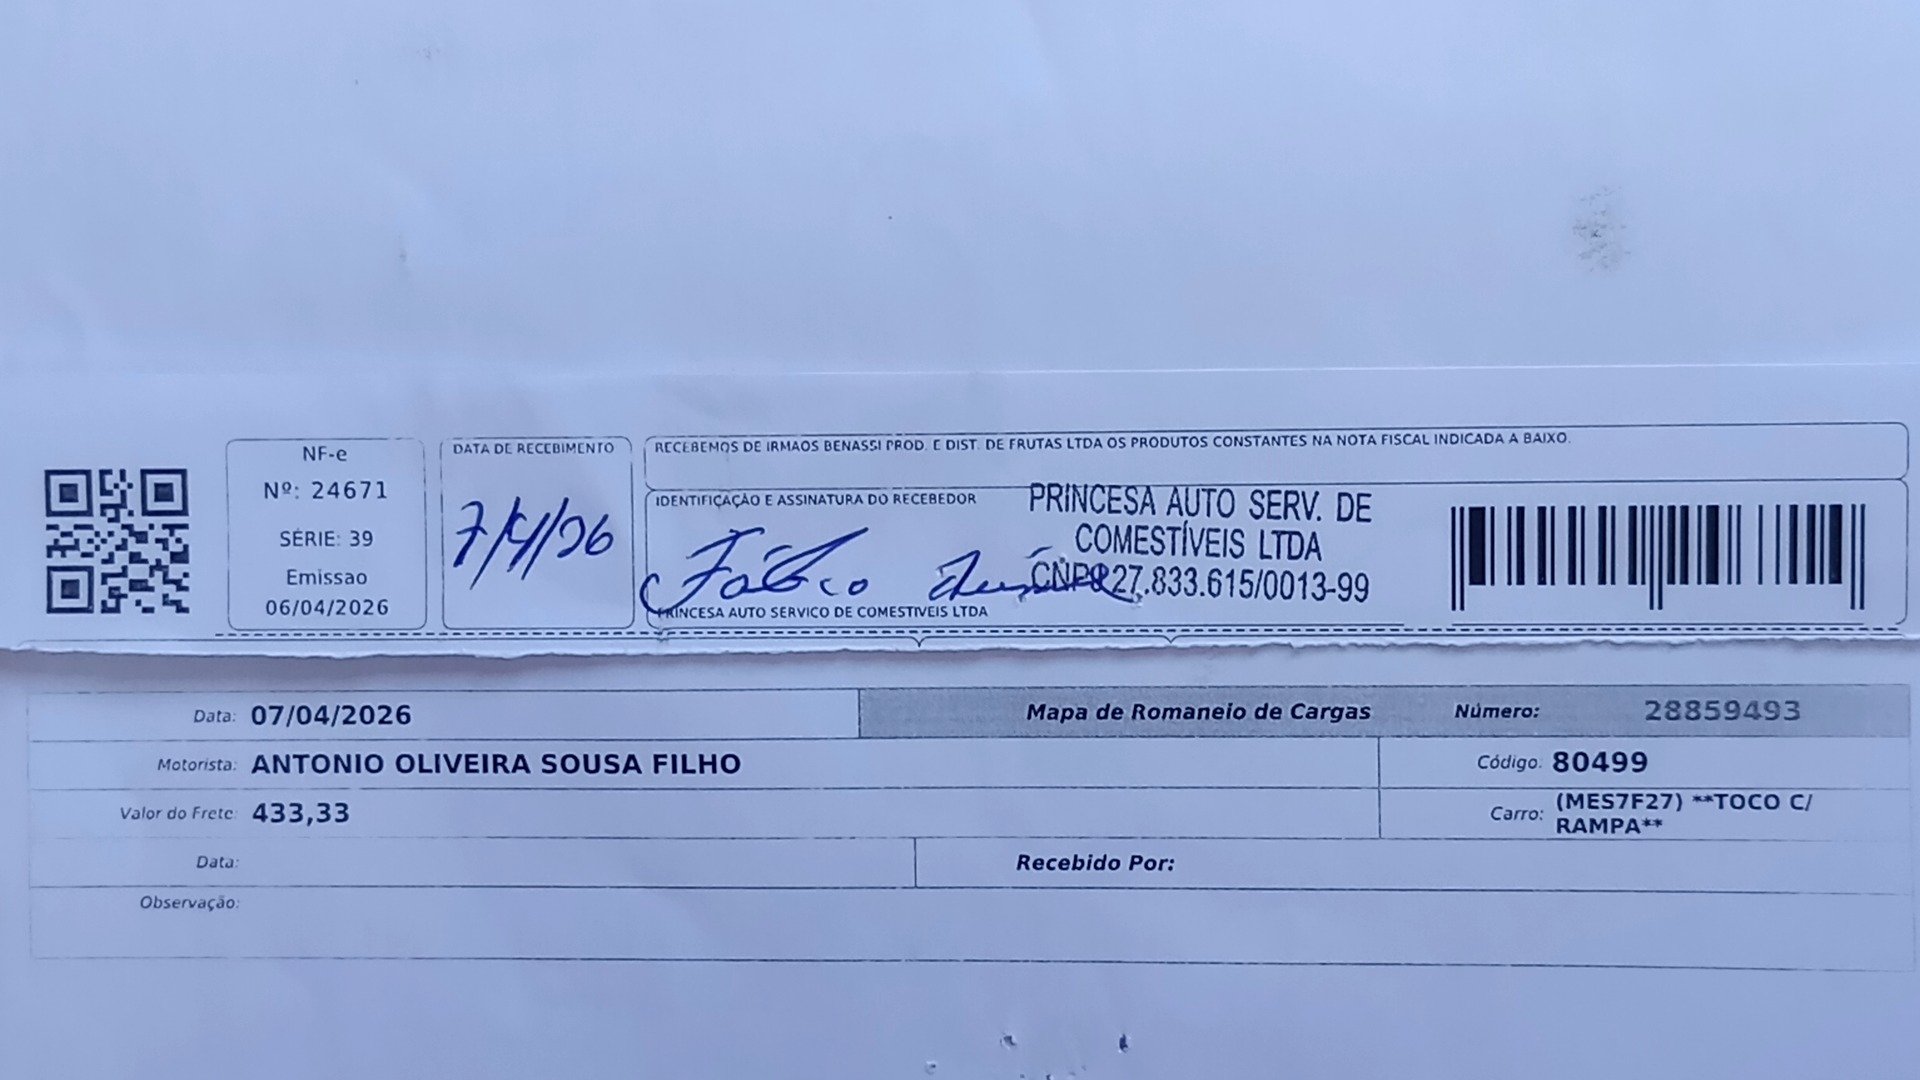 NF-e
Nº: 24671
SÉRIE: 39
Emissao
06/04/2026
DATA DE RECEBIMENTO
7/4/26
RECEBEMOS DE IRMAOS BENASSI PROD. E DIST. DE FRUTAS LTDA OS PRODUTOS CONSTANTES NA NOTA FISCAL INDICADA A BAIXO.
IDENTIFICAÇÃO E ASSINATURA DO RECEBEDOR
PRINCESA AUTO SERV. DE
COMESTÍVEIS LTDA
CNPJ 27.833.615/0013-99
Fábio
PRINCESA AUTO SERVICO DE COMESTIVEIS LTDA
Data: 07/04/2026
Mapa de Romaneio de Cargas
Número: 28859493
Motorista: ANTONIO OLIVEIRA SOUSA FILHO
Código: 80499
Valor do Frete: 433,33
Carro: (MES7F27) **TOCO C/
RAMPA**
Data:
Recebido Por:
Observação: